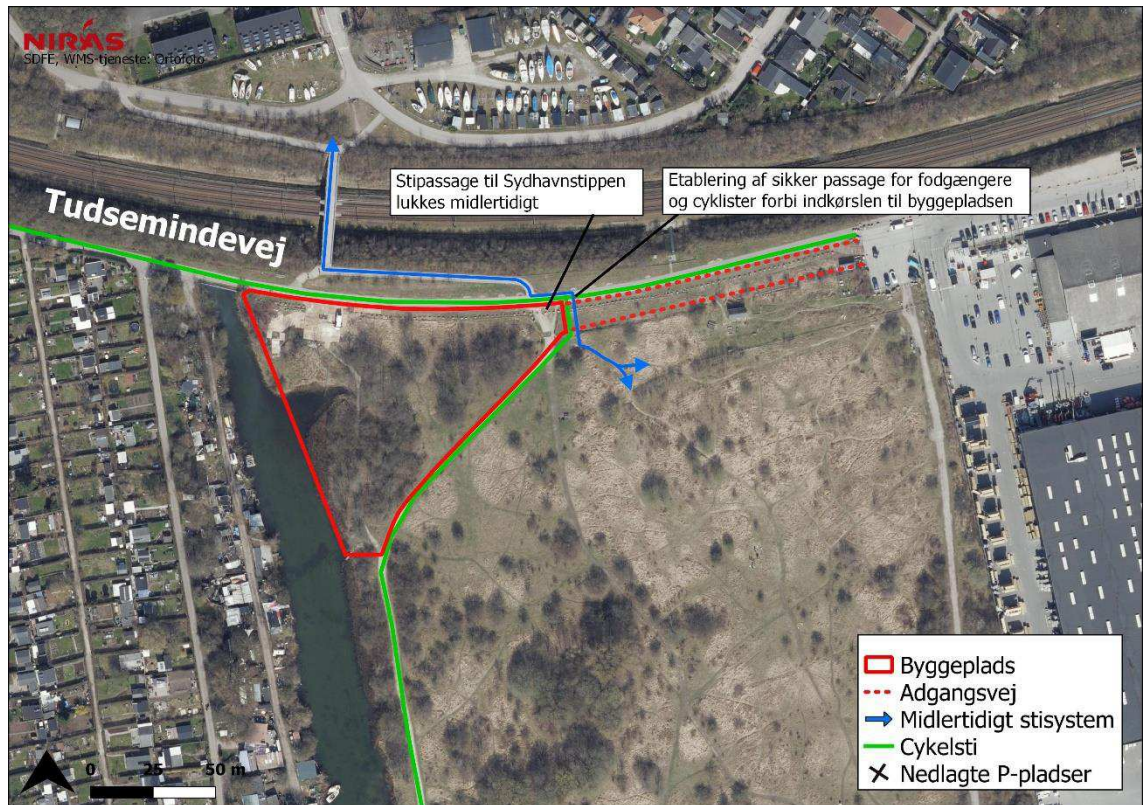 NIRAS
SDFE, WMS-tjeneste: Ortofoto
Stipassage til Sydhavnstippen
lukkes midlertidigt
Etablering af sikker passage for fodgængere
og cyklister forbi indkørslen til byggepladsen
Tudsemindevej
Byggeplads
Adgangsvej
Midlertidigt stisystem
Cykelsti
Nedlagte P-pladser
0 25 50 m